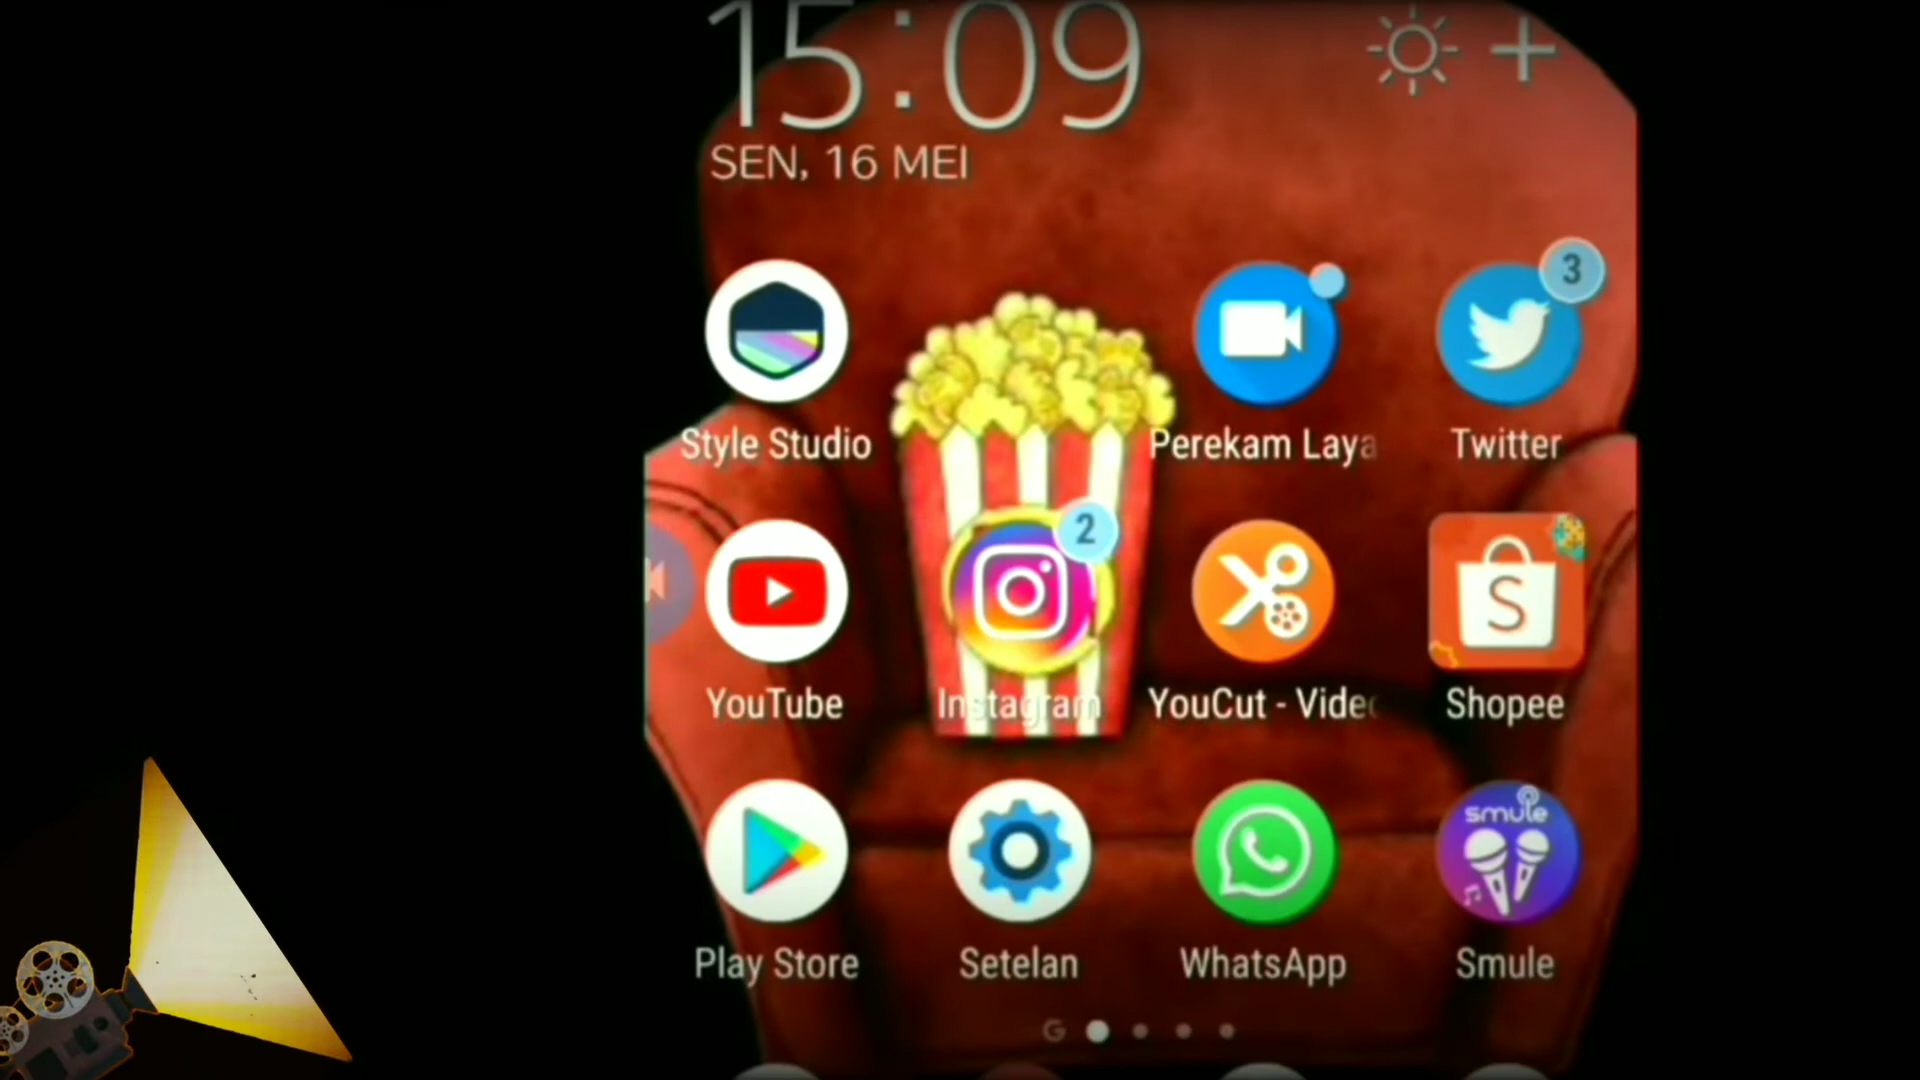 15:09
SEN, 16 MEI
3
Style Studio
Perekam Laya
Twitter
2
S
YouTube
Instagram
YouCut - Video
Shopee
smule
Play Store
Setelan
WhatsApp
Smule
G